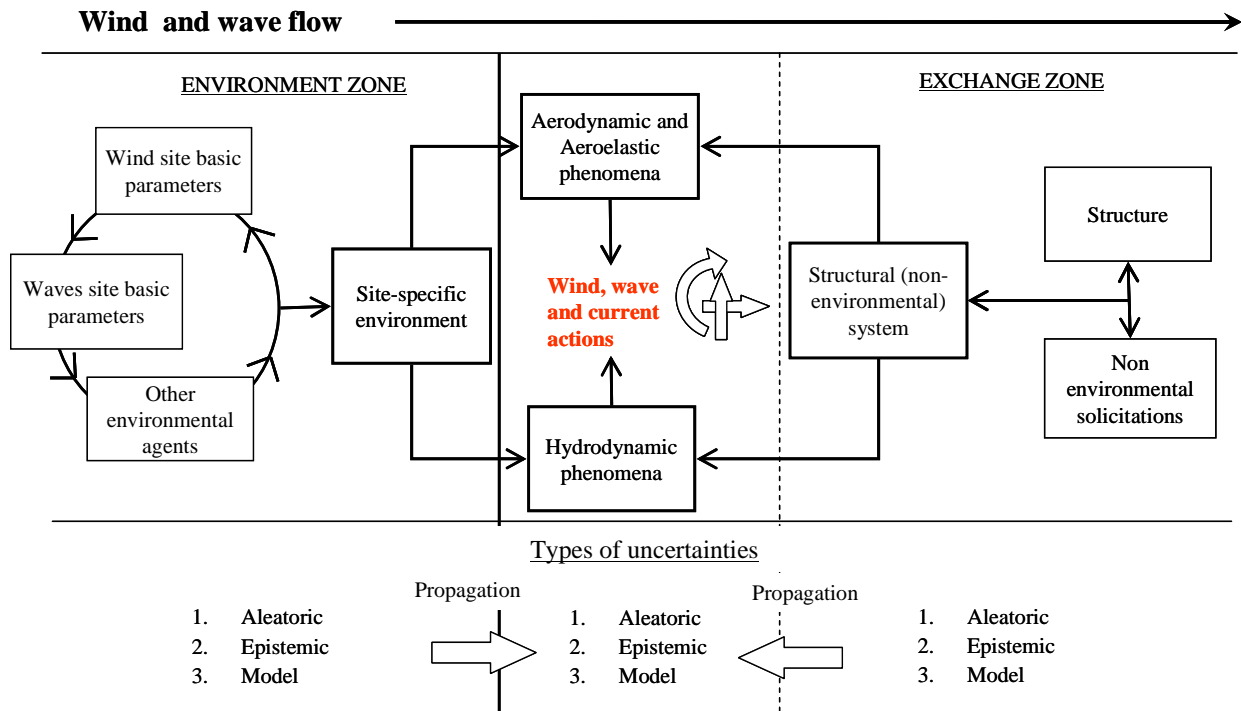 Wind and wave flow
ENVIRONMENT ZONE
EXCHANGE ZONE
Wind site basic
parameters
Waves site basic
parameters
Other
environmental
agents
Site-specific
environment
Aerodynamic and
Aeroelastic
phenomena
Wind, wave
and current
actions
Hydrodynamic
phenomena
Structural (non-
environmental)
system
Structure
Non
environmental
solicitations
Types of uncertainties
Propagation
Propagation
1. Aleatoric
2. Epistemic
3. Model
1. Aleatoric
2. Epistemic
3. Model
1. Aleatoric
2. Epistemic
3. Model